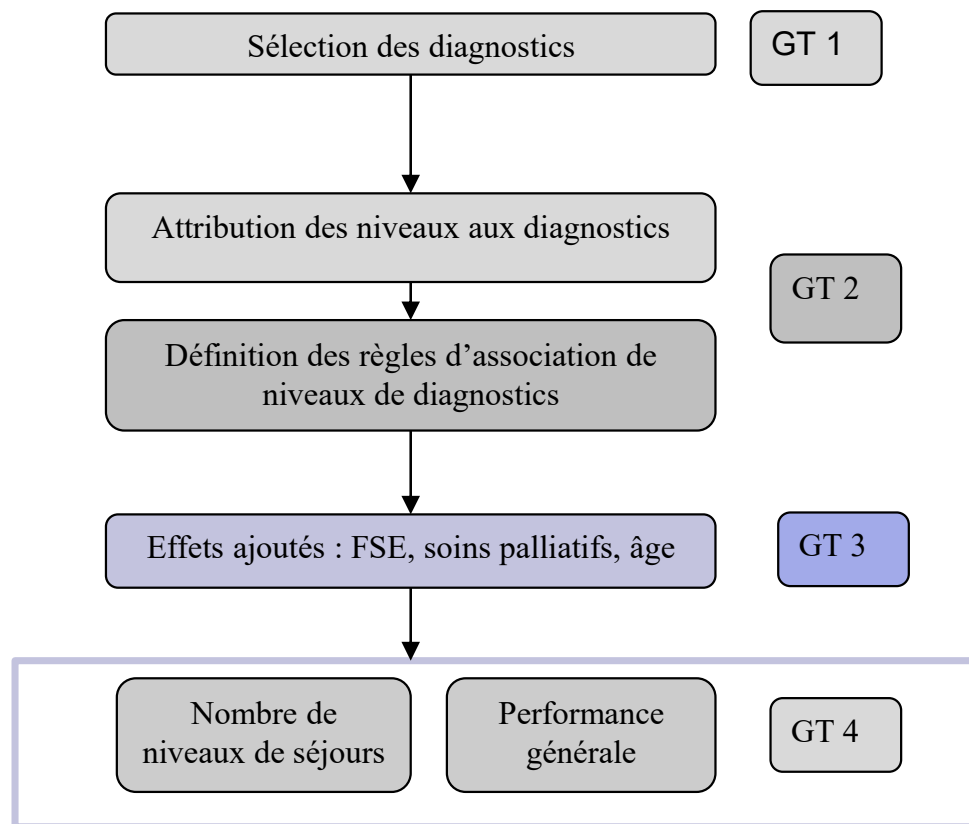 Sélection des diagnostics
GT 1
Attribution des niveaux aux diagnostics
GT 2
Définition des règles d’association de
niveaux de diagnostics
Effets ajoutés : FSE, soins palliatifs, âge
GT 3
Nombre de
niveaux de séjours
Performance
générale
GT 4